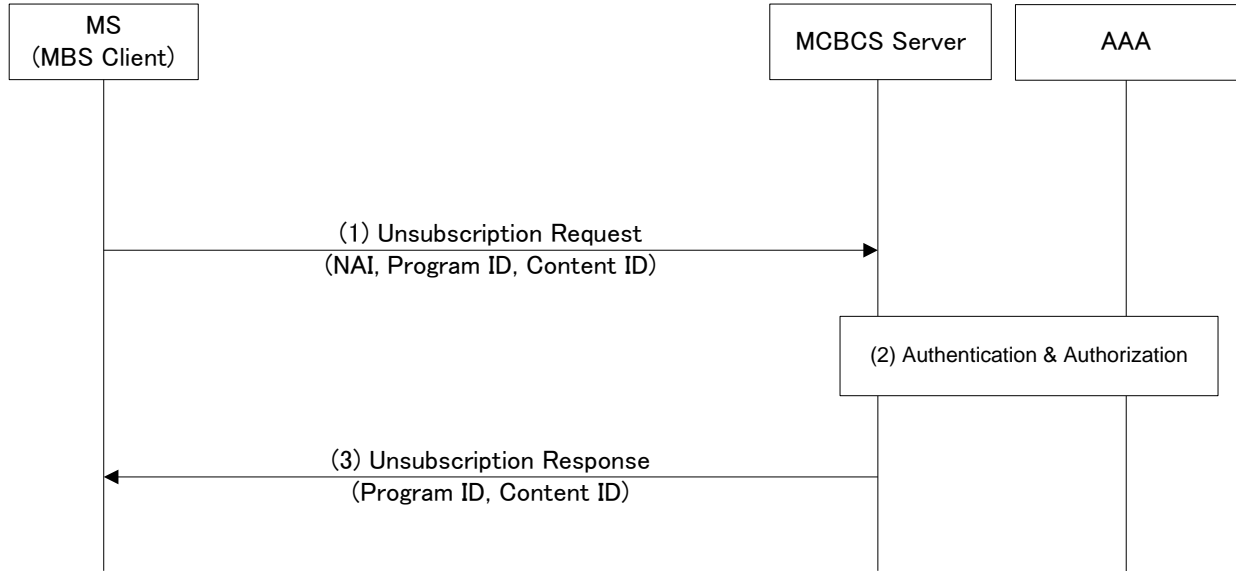 MS
(MBS Client)
MCBCS Server
AAA
(1) Unsubscription Request
(NAI, Program ID, Content ID)
(2) Authentication & Authorization
(3) Unsubscription Response
(Program ID, Content ID)